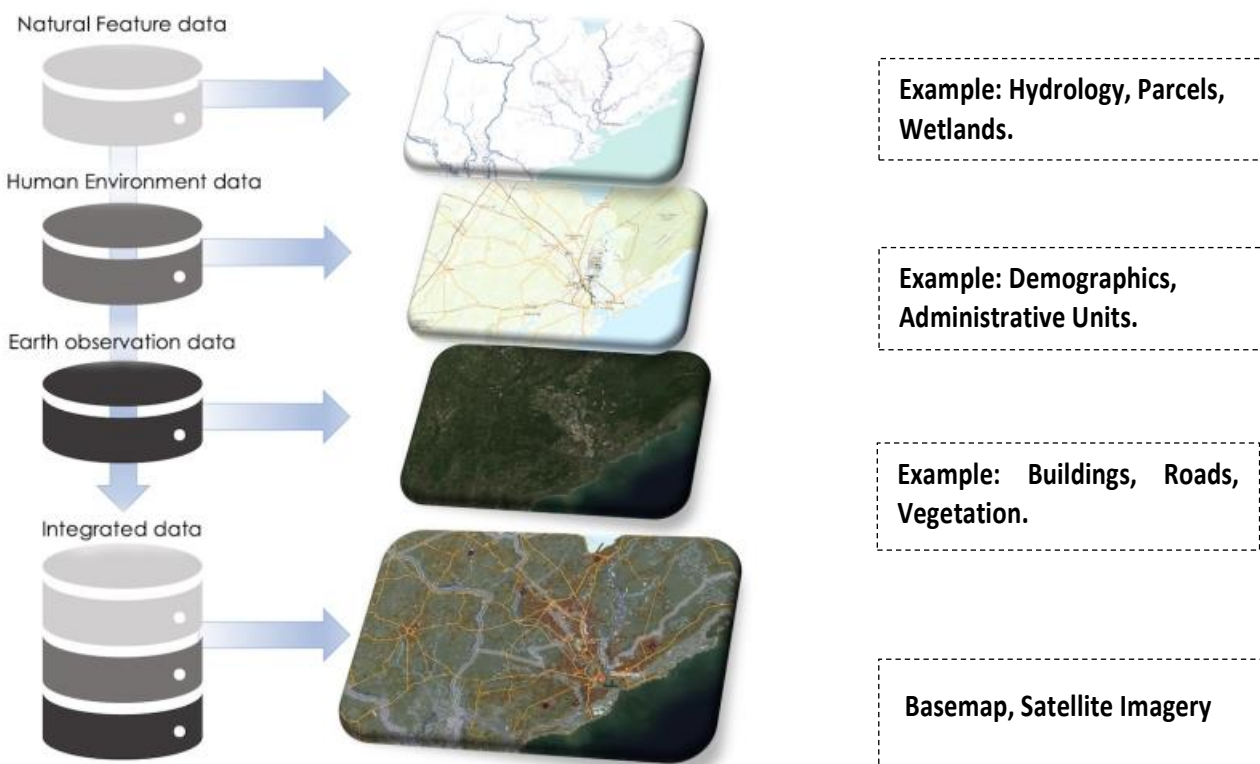 Natural Feature data
Example: Hydrology, Parcels,
Wetlands.
Human Environment data
Example: Demographics,
Administrative Units.
Earth observation data
Example: Buildings, Roads,
Vegetation.
Integrated data
Basemap, Satellite Imagery